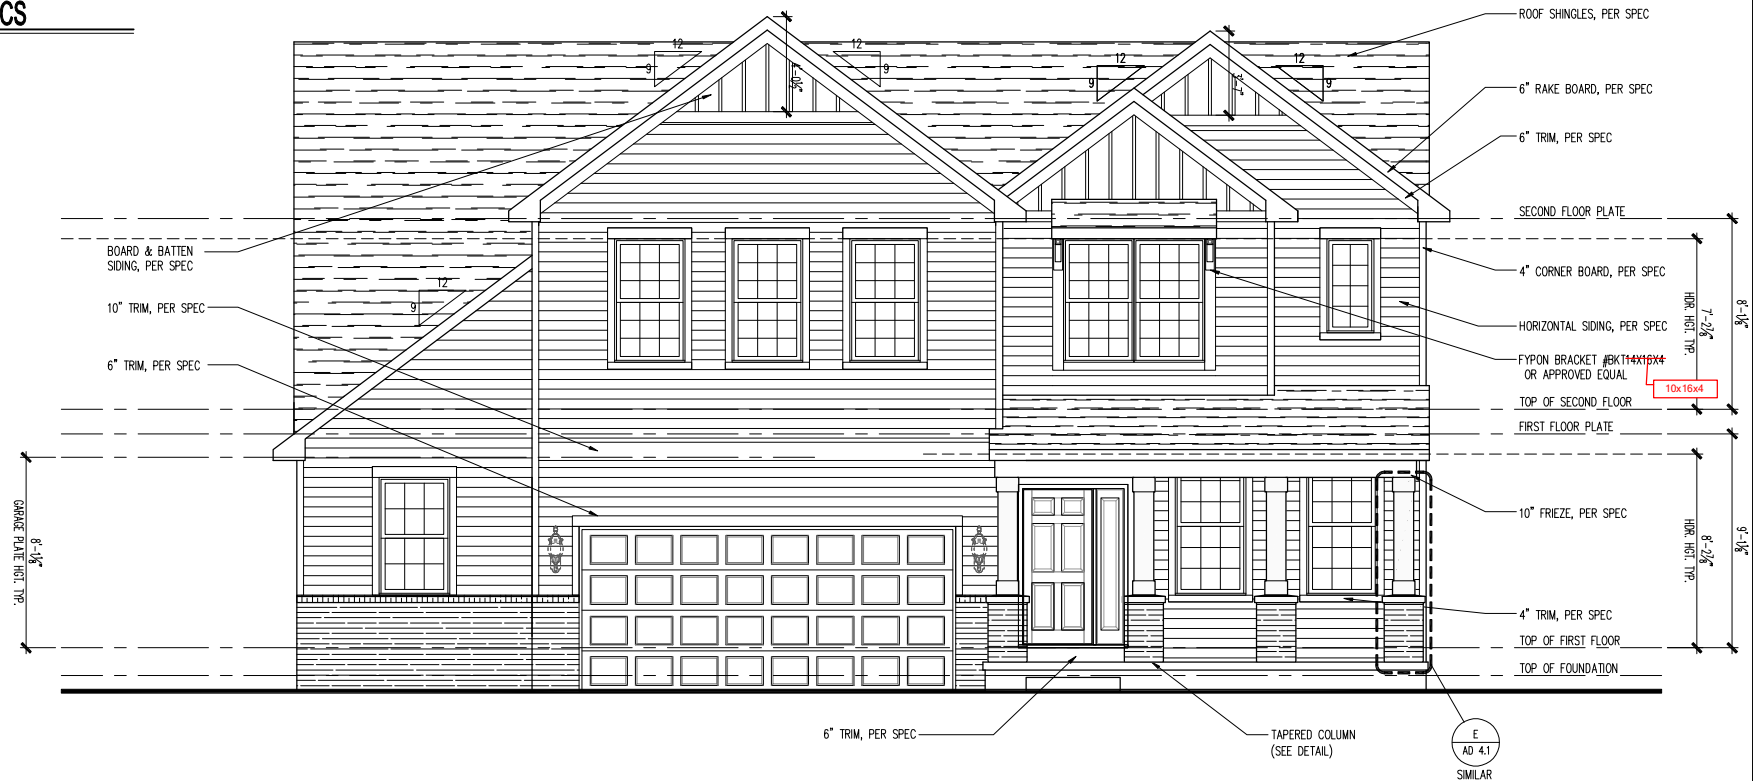 CS
ROOF SHINGLES, PER SPEC
12
9
12
9
12
9
12
9
3'-7"
6" RAKE BOARD, PER SPEC
6" TRIM, PER SPEC
SECOND FLOOR PLATE
BOARD & BATTEN
SIDING, PER SPEC
4" CORNER BOARD, PER SPEC
12
9
10" TRIM, PER SPEC
HORIZONTAL SIDING, PER SPEC
HDR. HGT. TYP.
7'-2⅞"
8'-1⅛"
6" TRIM, PER SPEC
FYPON BRACKET #BKT14X16X4
OR APPROVED EQUAL
10x16x4
TOP OF SECOND FLOOR
FIRST FLOOR PLATE
GARAGE PLATE HGT. TYP.
8'-1⅛"
10" FRIEZE, PER SPEC
HDR. HGT. TYP.
8'-2⅞"
9'-1⅛"
4" TRIM, PER SPEC
TOP OF FIRST FLOOR
TOP OF FOUNDATION
6" TRIM, PER SPEC
TAPERED COLUMN
(SEE DETAIL)
E
AD 4.1
SIMILAR